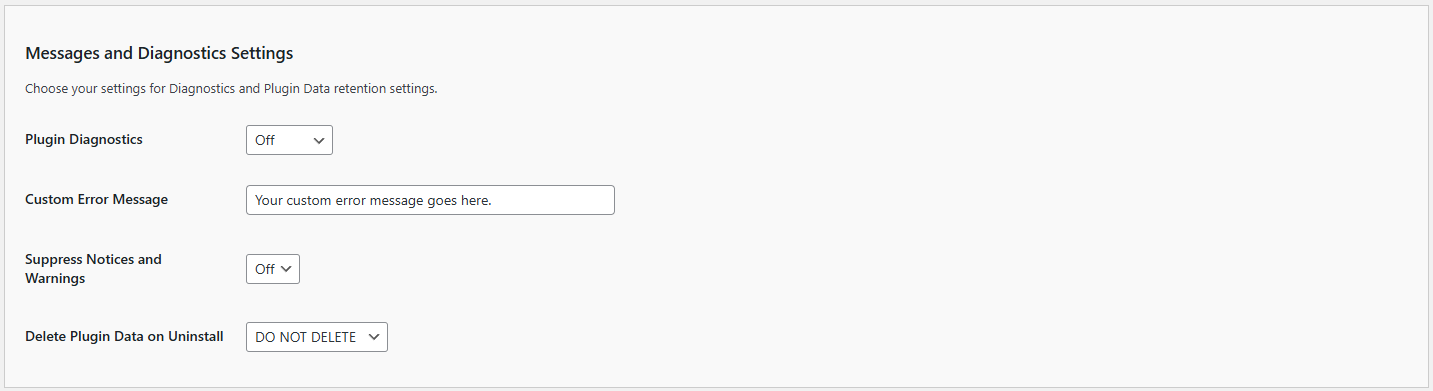 Messages and Diagnostics Settings
Choose your settings for Diagnostics and Plugin Data retention settings.
Plugin Diagnostics
Off
Custom Error Message
Your custom error message goes here.
Suppress Notices and
Warnings
Off
Delete Plugin Data on Uninstall
DO NOT DELETE